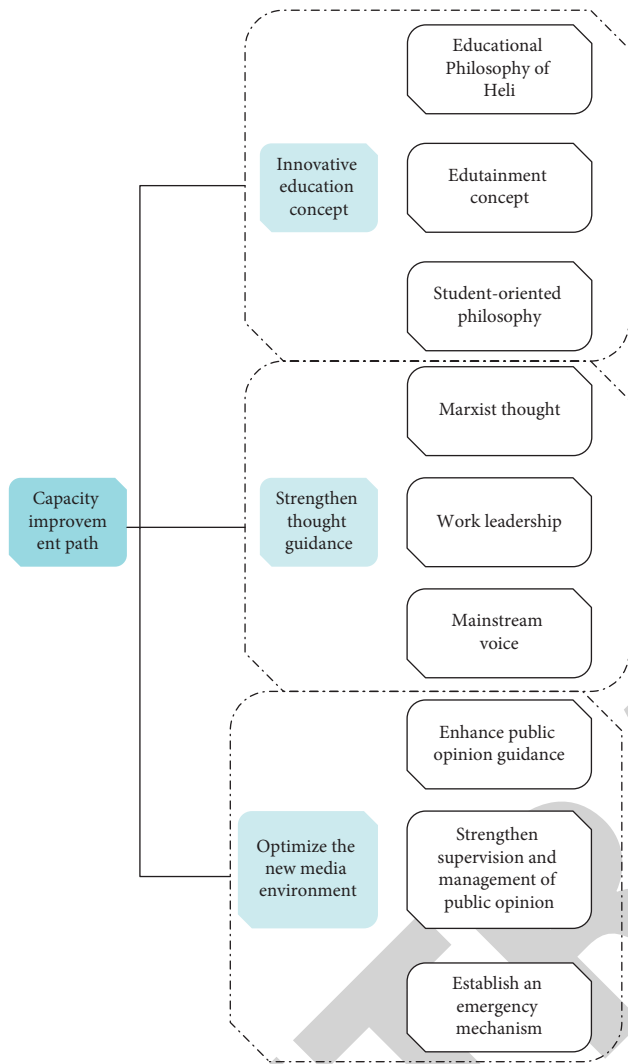 Capacity
improvem
ent path
Innovative
education
concept
Educational
Philosophy of
Heli
Edutainment
concept
Student-oriented
philosophy
Strengthen
thought
guidance
Marxist thought
Work leadership
Mainstream
voice
Optimize the
new media
environment
Enhance public
opinion guidance
Strengthen
supervision and
management of
public opinion
Establish an
emergency
mechanism